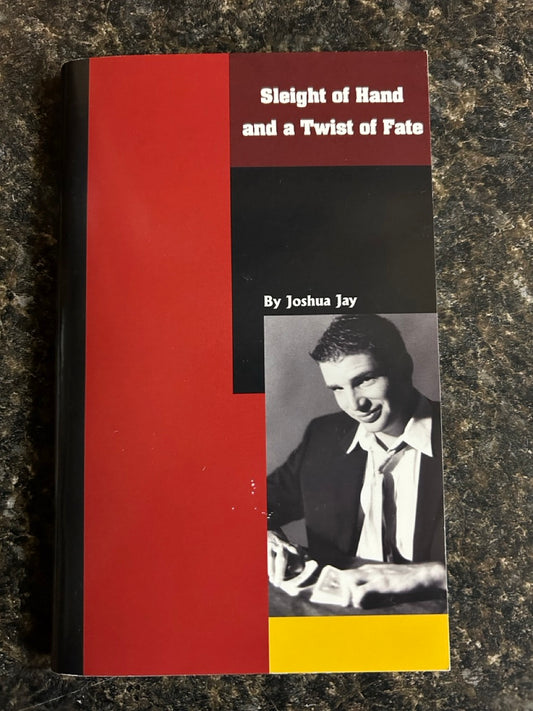 Sleight of Hand
and a Twist of Fate
By Joshua Jay